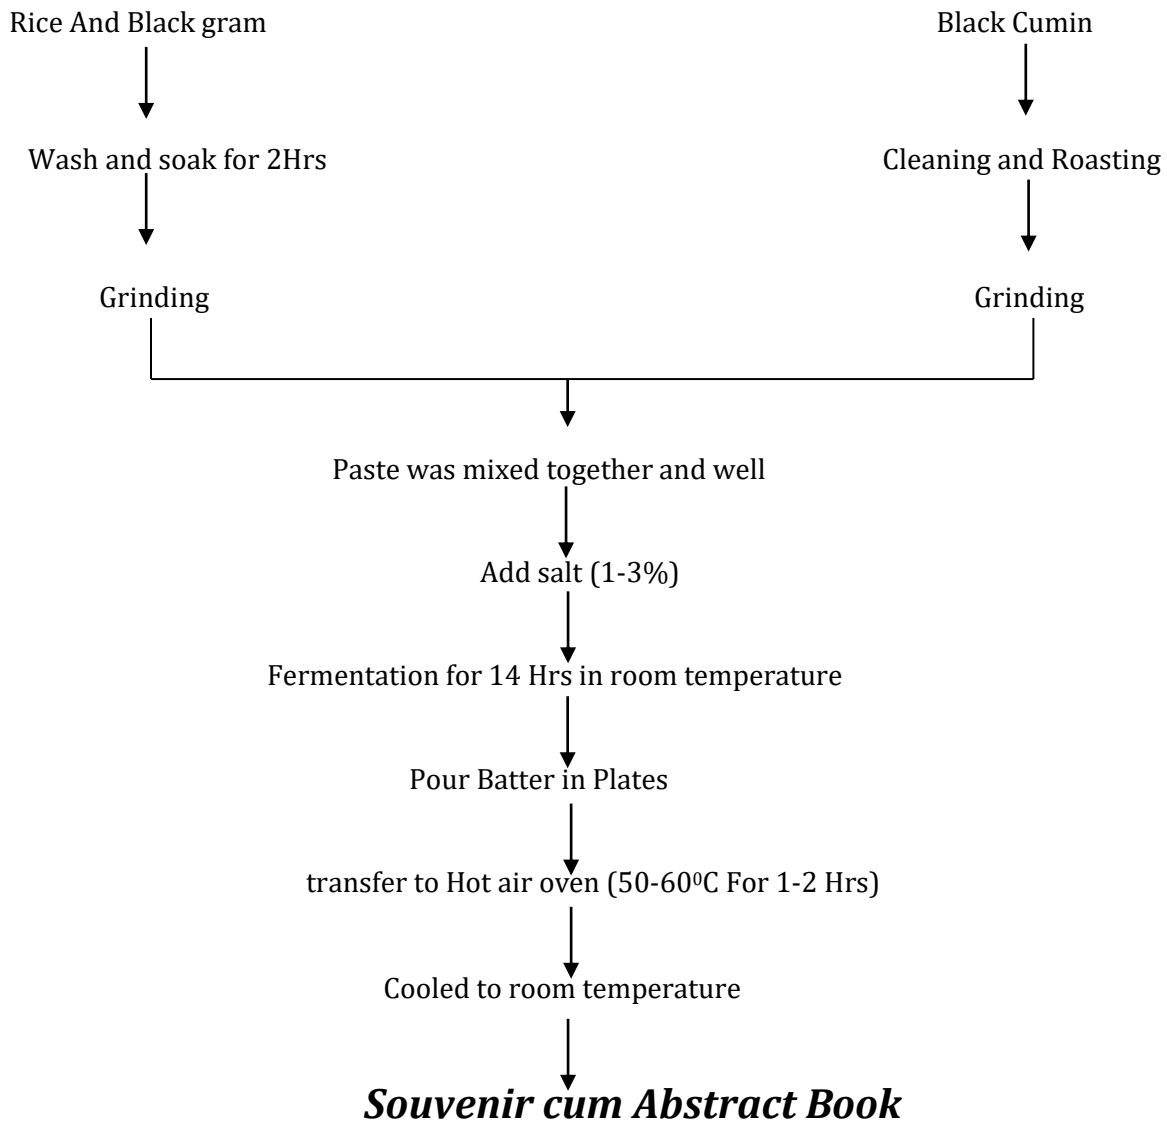 Rice And Black gram
Black Cumin
Wash and soak for 2Hrs
Cleaning and Roasting
Grinding
Grinding
Paste was mixed together and well
Add salt (1-3%)
Fermentation for 14 Hrs in room temperature
Pour Batter in Plates
transfer to Hot air oven (50-60⁰C For 1-2 Hrs)
Cooled to room temperature
Souvenir cum Abstract Book